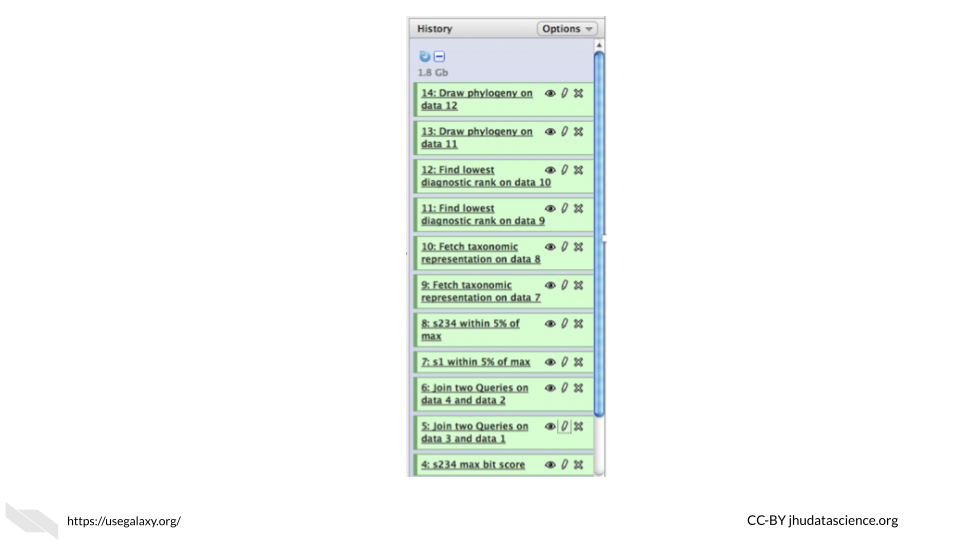 History
Options
1.8 Gb
14: Draw phylogeny on
data 12
13: Draw phylogeny on
data 11
12: Find lowest
diagnostic rank on data 10
11: Find lowest
diagnostic rank on data 9
10: Fetch taxonomic
representation on data 8
9: Fetch taxonomic
representation on data 7
8: s234 within 5% of
max
7: s1 within 5% of max
6: Join two Queries on
data 4 and data 2
5: Join two Queries on
data 3 and data 1
4: s234 max bit score
https://usegalaxy.org/
CC-BY jhudatascience.org